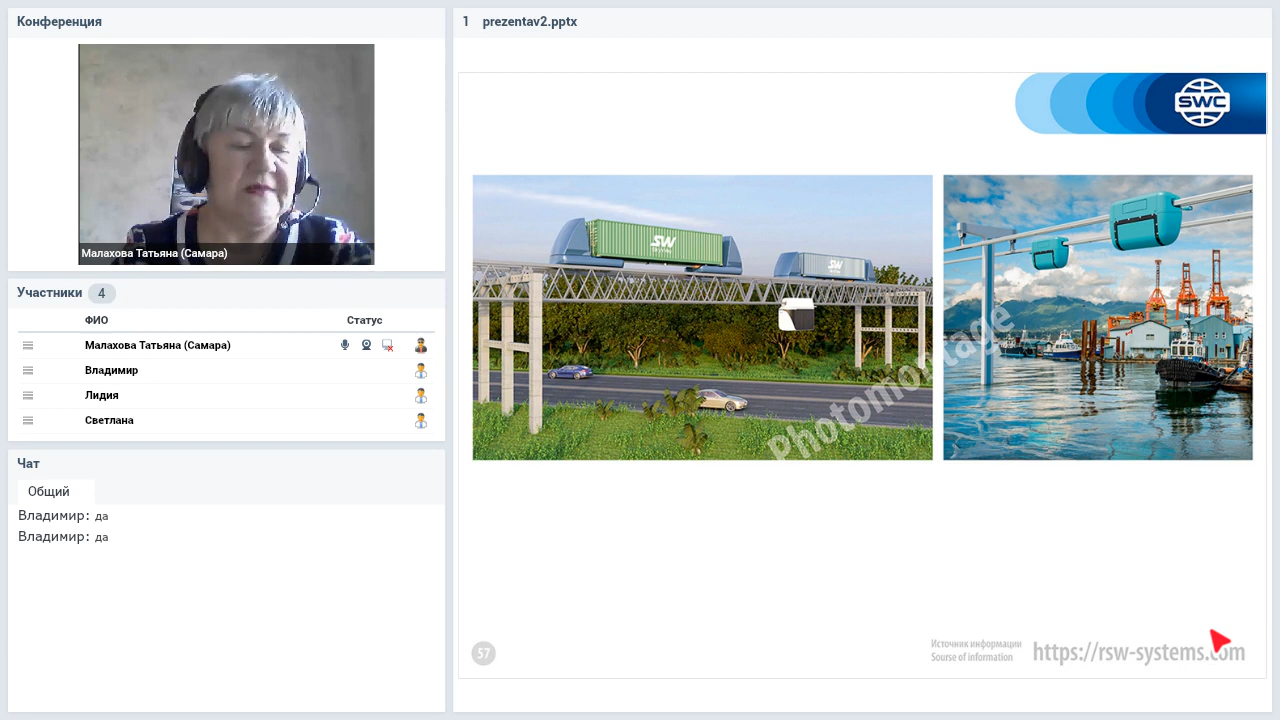 Конференция
Малахова Татьяна (Самара)
Участники 4
ФИО Статус
Малахова Татьяна (Самара)
Владимир
Лидия
Светлана
Чат
Общий
Владимир: да
Владимир: да
1 prezentav2.pptx
SWC
SW
SW
Photomontage
57
Источник информации
Sourse of information
https://rsw-systems.com